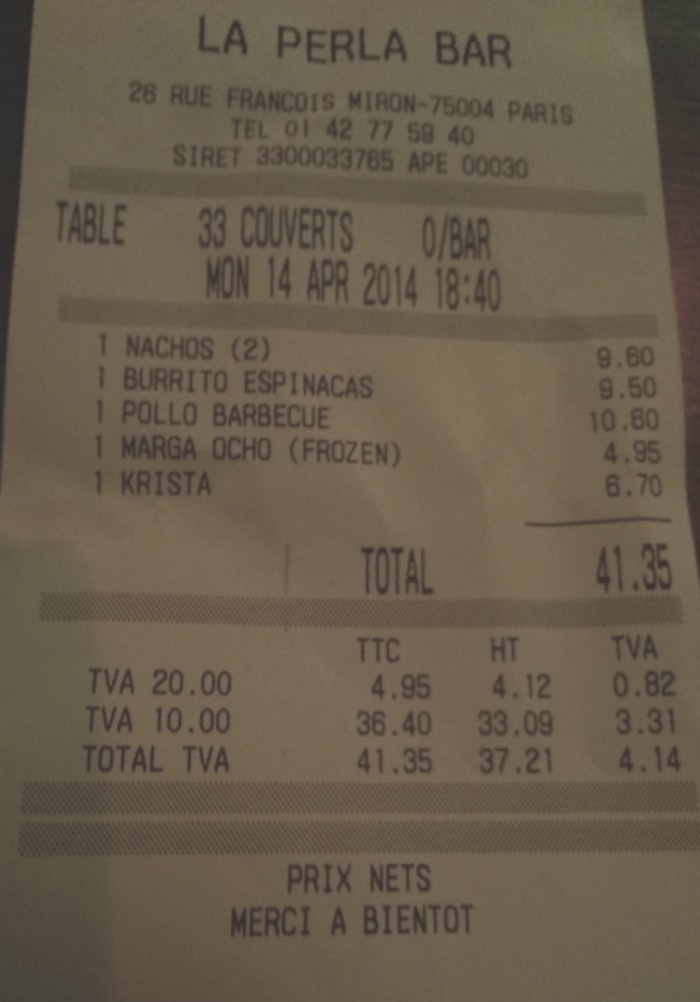 LA PERLA BAR
26 RUE FRANCOIS MIRON-75004 PARIS
TEL 01 42 77 59 40
SIRET 3300033765 APE 00030
TABLE 33 COUVERTS 0/BAR
MON 14 APR 2014 18:40
1 NACHOS (2) 9.60
1 BURRITO ESPINACAS 9.50
1 POLLO BARBECUE 10.60
1 MARGA OCHO (FROZEN) 4.95
1 KRISTA 6.70
TOTAL 41.35
TTC HT TVA
TVA 20.00 4.95 4.12 0.82
TVA 10.00 36.40 33.09 3.31
TOTAL TVA 41.35 37.21 4.14
PRIX NETS
MERCI A BIENTOT